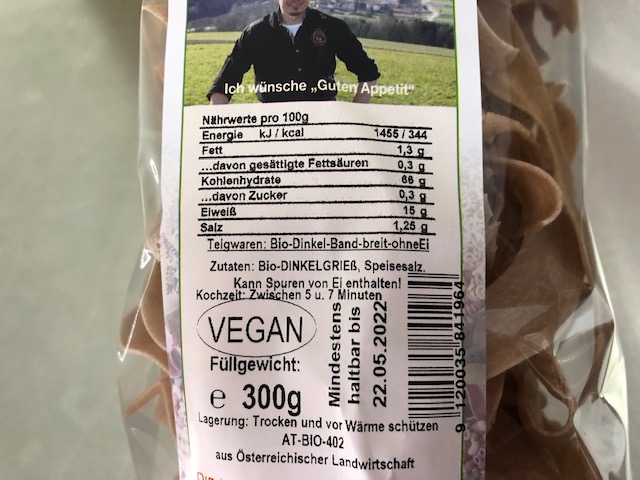 Ich wünsche „Guten Appetit"
Nährwerte pro 100g
Energie kJ / kcal 1455 / 344
Fett 1,3 g
...davon gesättigte Fettsäuren 0,3 g
Kohlenhydrate 66 g
...davon Zucker 0,3 g
Eiweiß 15 g
Salz 1,25 g
Teigwaren: Bio-Dinkel-Band-breit-ohneEi
Zutaten: Bio-DINKELGRIEß, Speisesalz.
Kann Spuren von Ei enthalten!
Kochzeit: Zwischen 5 u. 7 Minuten
VEGAN
Füllgewicht:
e 300g
Mindestens
haltbar bis
22.05.2022
9 120035 841964
Lagerung: Trocken und vor Wärme schützen
AT-BIO-402
aus Österreichischer Landwirtschaft